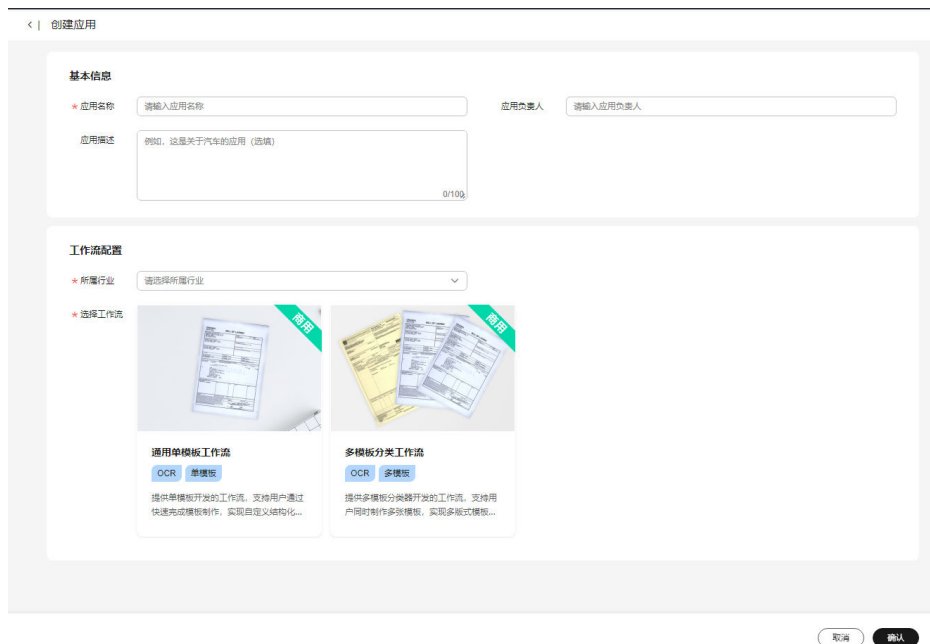 创建应用
基本信息
* 应用名称 请输入应用名称 应用负责人 请输入应用负责人
应用描述 例如，这是关于汽车的应用（选填）
0/100
工作流配置
* 所属行业 请选择所属行业
* 选择工作流 商用 商用
通用单模板工作流 多模板分类工作流
OCR 单模板 OCR 多模板
提供单模板开发的工作流，支持用户通过 提供多模板分类器开发的工作流，支持用
快速完成模板制作，实现自定义结构化... 户同时制作多张模板，实现多版式模板...
取消 确认